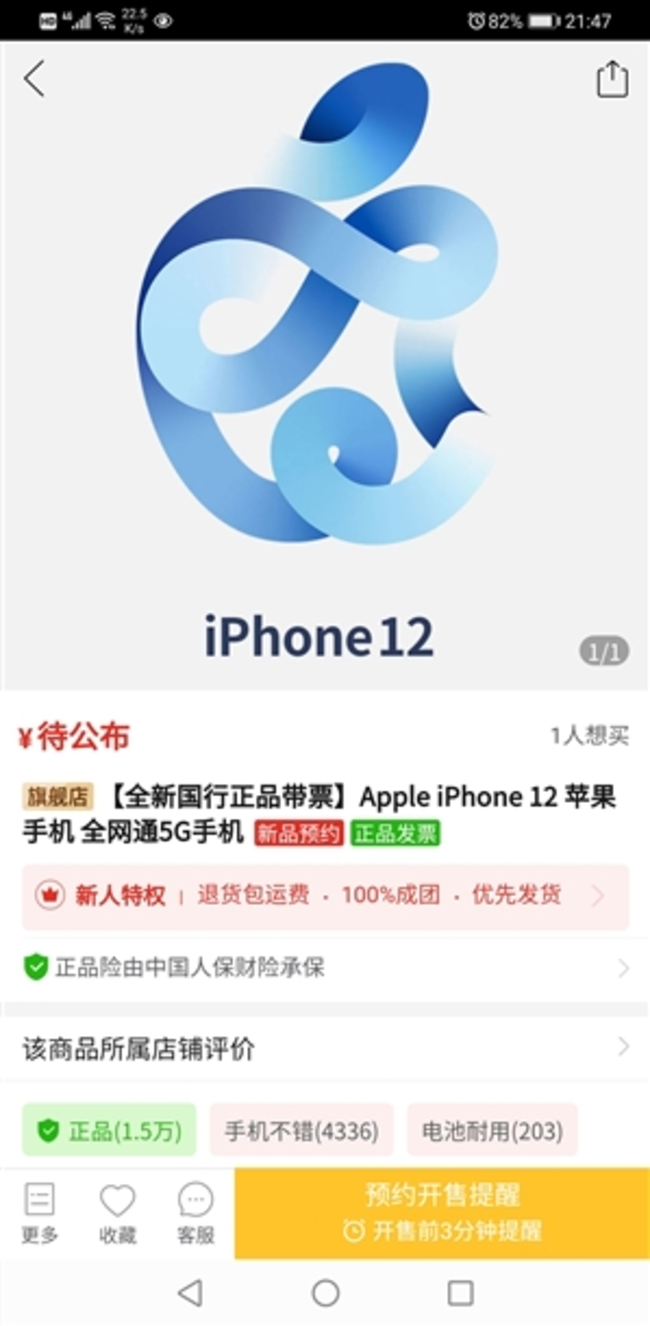 HD 4G 22.5 K/s 82% 21:47
iPhone12
1/1
¥待公布 1人想买
旗舰店 【全新国行正品带票】Apple iPhone 12 苹果
手机 全网通5G手机 新品预约 正品发票
新人特权 | 退货包运费 · 100%成团 · 优先发货
正品险由中国人保财险承保
该商品所属店铺评价
正品(1.5万) 手机不错(4336) 电池耐用(203)
预约开售提醒
更多 收藏 客服 开售前3分钟提醒